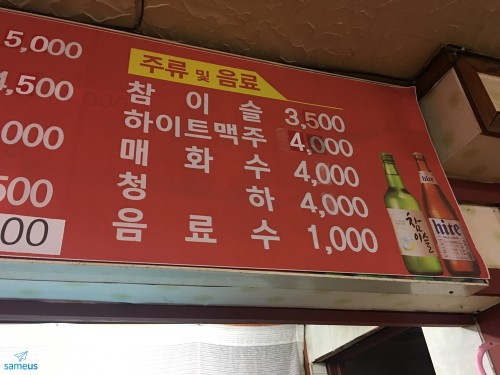 주류 및 음료
참이슬 3,500
하이트맥주 4,000
매화수 4,000
청하 4,000
음료수 1,000
5,000
4,500
,000
500
00
참이슬
hite
hite
sameus